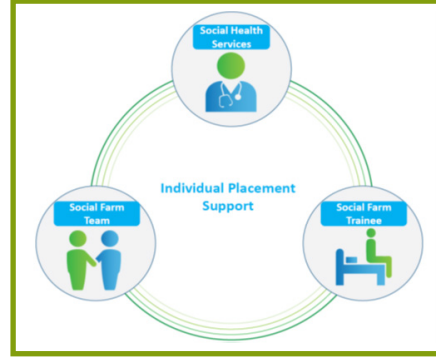 Social Health
Services
Individual Placement
Support
Social Farm
Team
Social Farm
Trainee